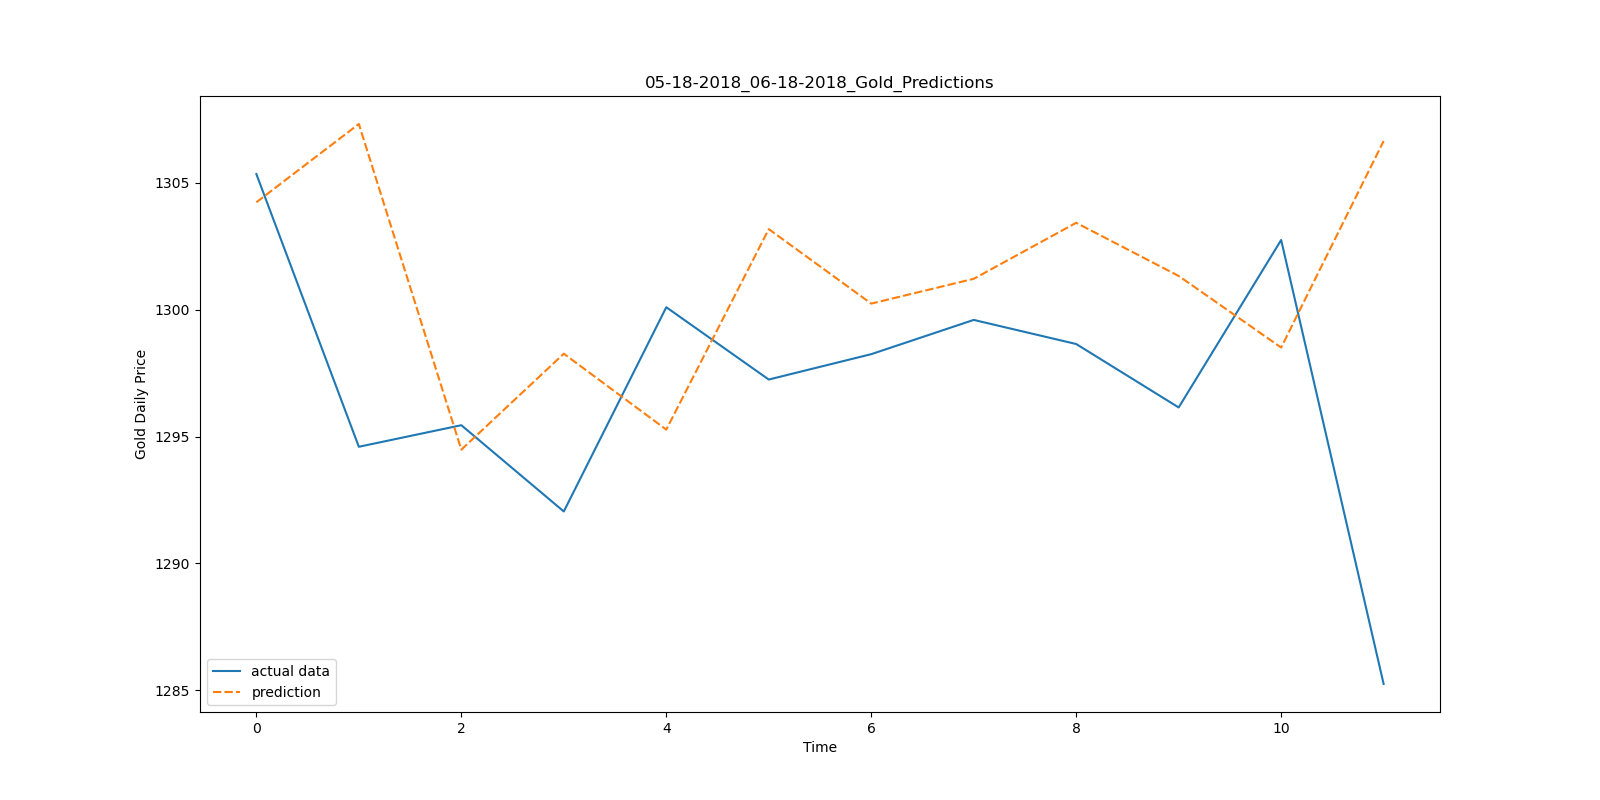 05-18-2018_06-18-2018_Gold_Predictions
Gold Daily Price
1305
1300
1295
1290
1285
actual data
prediction
0 2 4 6 8 10
Time